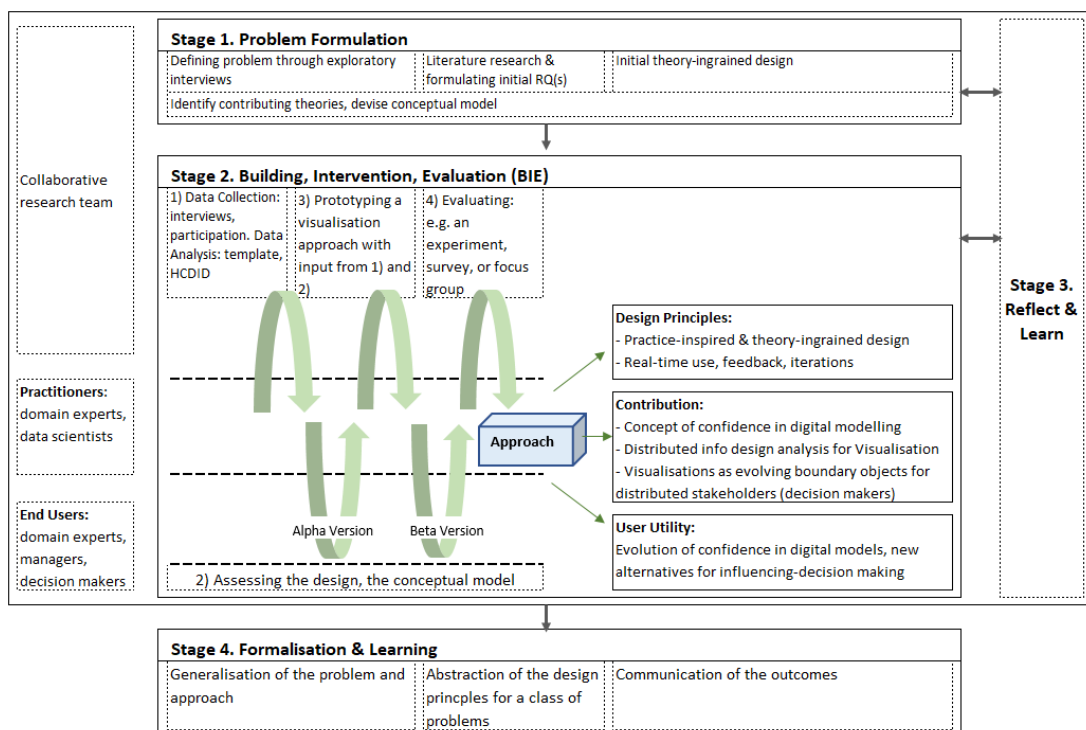 Stage 1. Problem Formulation
Defining problem through exploratory
interviews
Literature research &
formulating initial RQ(s)
Initial theory-ingrained design
Identify contributing theories, devise conceptual model
Collaborative
research team
Stage 2. Building, Intervention, Evaluation (BIE)
1) Data Collection:
interviews,
participation. Data
Analysis: template,
HCDID
3) Prototyping a
visualisation
approach with
input from 1) and
2)
4) Evaluating:
e.g. an
experiment,
survey, or focus
group
Stage 3.
Reflect &
Learn
Design Principles:
- Practice-inspired & theory-ingrained design
- Real-time use, feedback, iterations
Practitioners:
domain experts,
data scientists
Approach
Contribution:
- Concept of confidence in digital modelling
- Distributed info design analysis for Visualisation
- Visualisations as evolving boundary objects for
distributed stakeholders (decision makers)
End Users:
domain experts,
managers,
decision makers
Alpha Version
Beta Version
User Utility:
Evolution of confidence in digital models, new
alternatives for influencing-decision making
2) Assessing the design, the conceptual model
Stage 4. Formalisation & Learning
Generalisation of the problem and
approach
Abstraction of the design
princples for a class of
problems
Communication of the outcomes